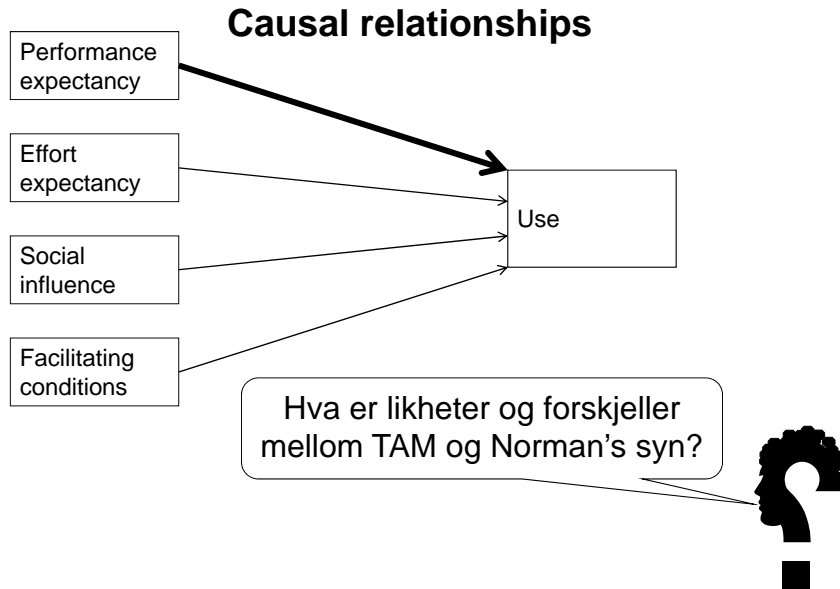 Causal relationships
Performance
expectancy
Effort
expectancy
Use
Social
influence
Facilitating
conditions
Hva er likheter og forskjeller
mellom TAM og Norman’s syn?